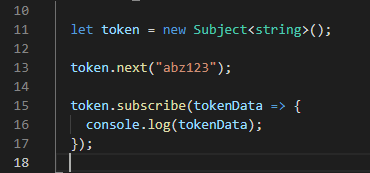 10
11 let token = new Subject<string>();
12
13 token.next("abz123");
14
15 token.subscribe(tokenData => {
16   console.log(tokenData);
17 });
18